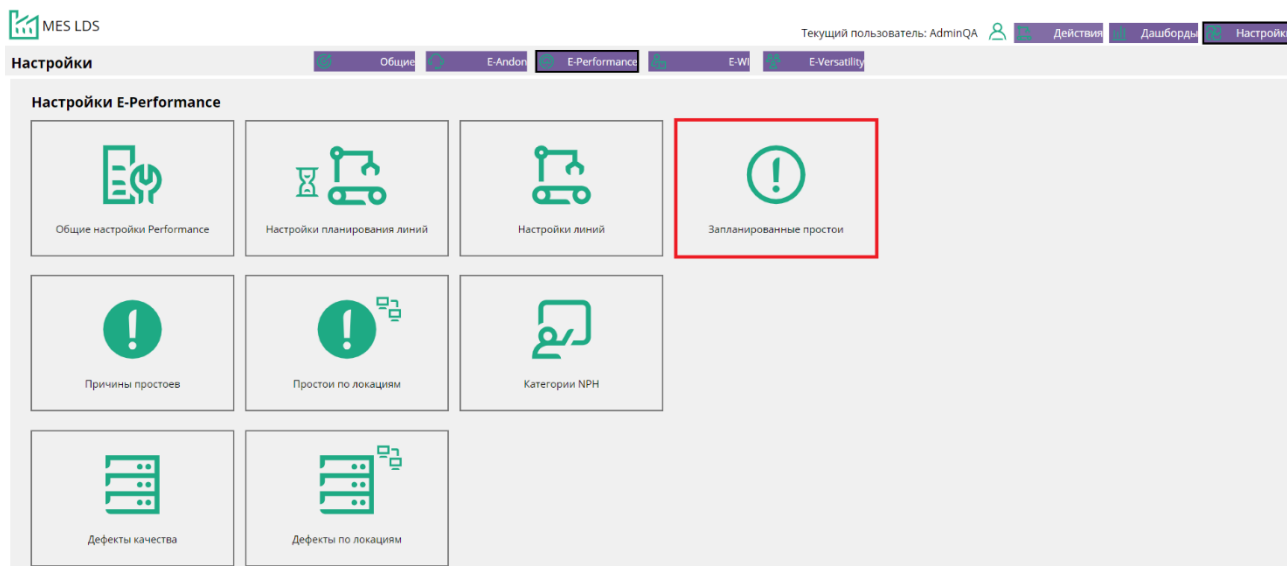 MES LDS
Текущий пользователь: AdminQA
Действия
Дашборды
Настройки
Настройки
Общие
E-Andon
E-Performance
E-WI
E-Versatility
Настройки E-Performance
Общие настройки Performance
Настройки планирования линий
Настройки линий
Запланированные простои
Причины простоев
Простои по локациям
Категории NPH
Дефекты качества
Дефекты по локациям